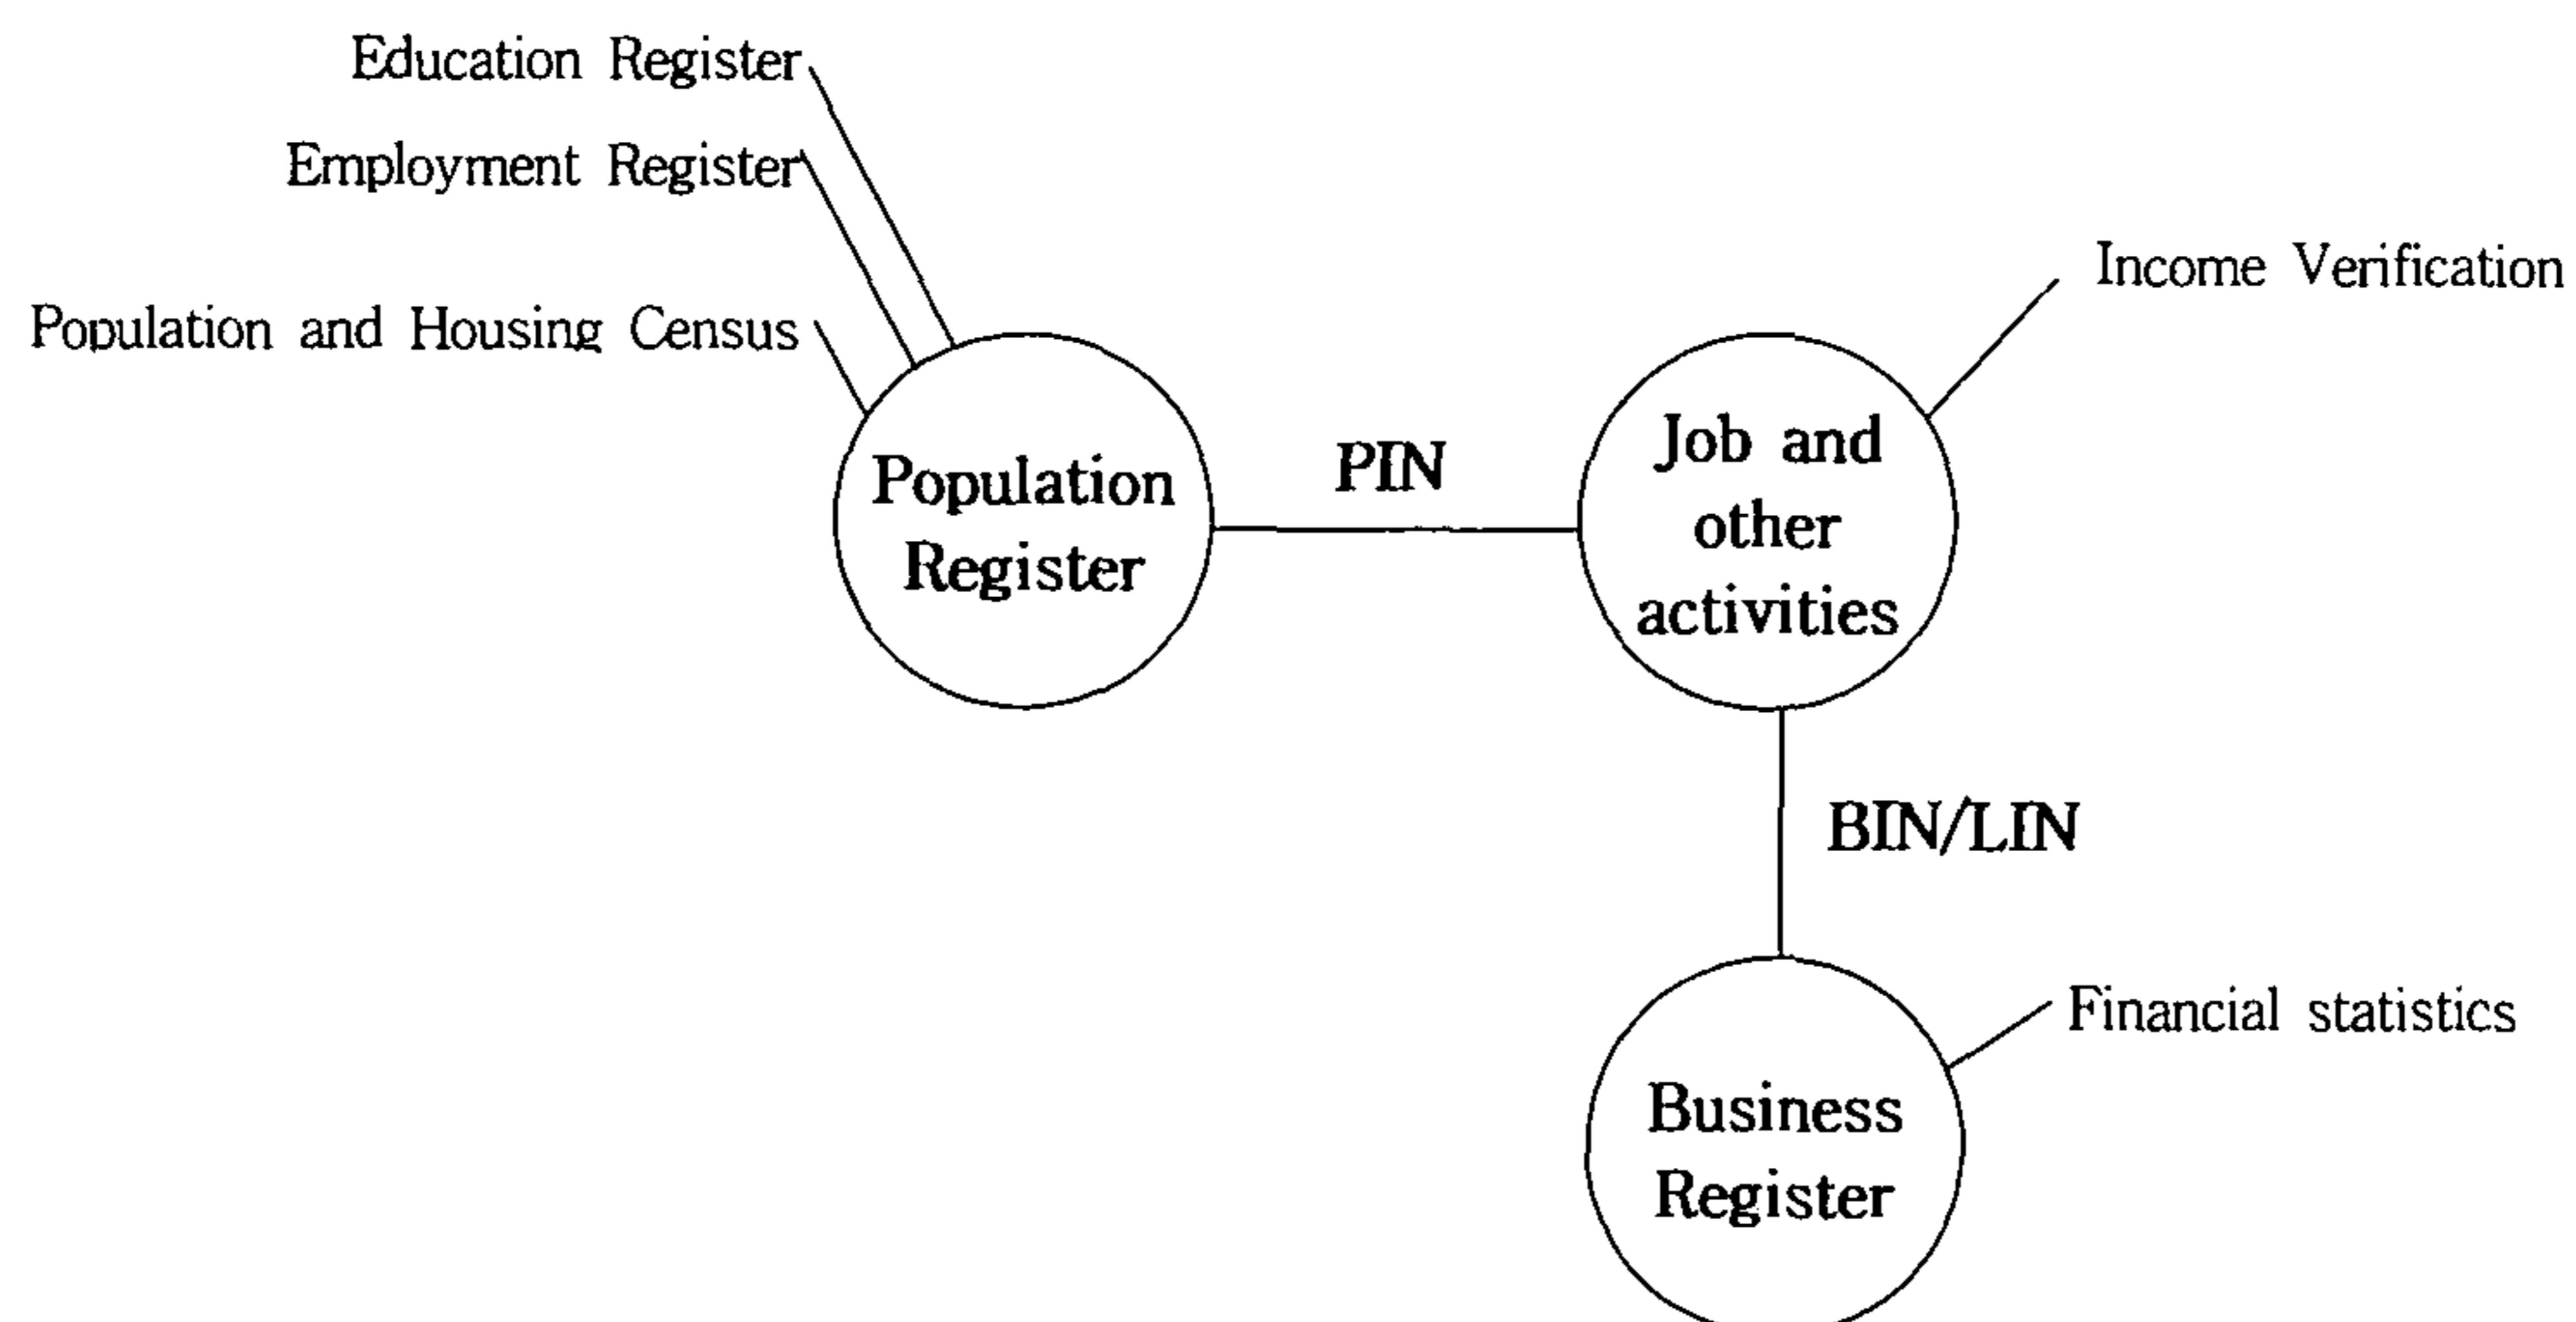 Education Register
Employment Register
Population and Housing Census
Population
Register
PIN
Job and
other
activities
Income Verification
BIN/LIN
Business
Register
Financial statistics